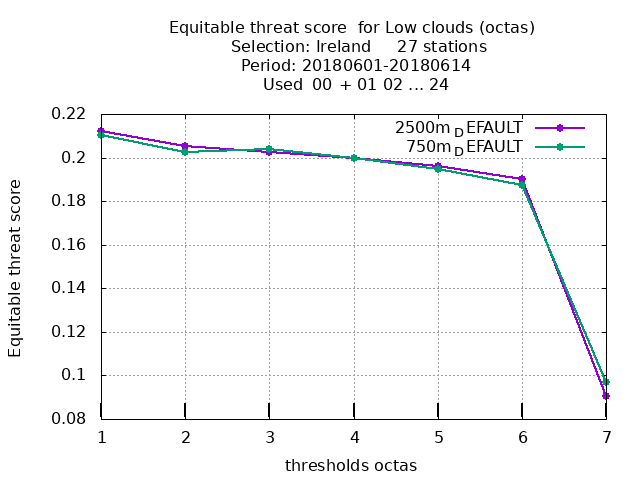 Equitable threat score  for Low clouds (octas)
Selection: Ireland     27 stations
Period: 20180601-20180614
Used  00  + 01 02 ... 24
0.22
0.2
0.18
0.16
0.14
0.12
0.1
0.08
Equitable threat score
2500m_DEFAULT
750m_DEFAULT
1 2 3 4 5 6 7
thresholds octas